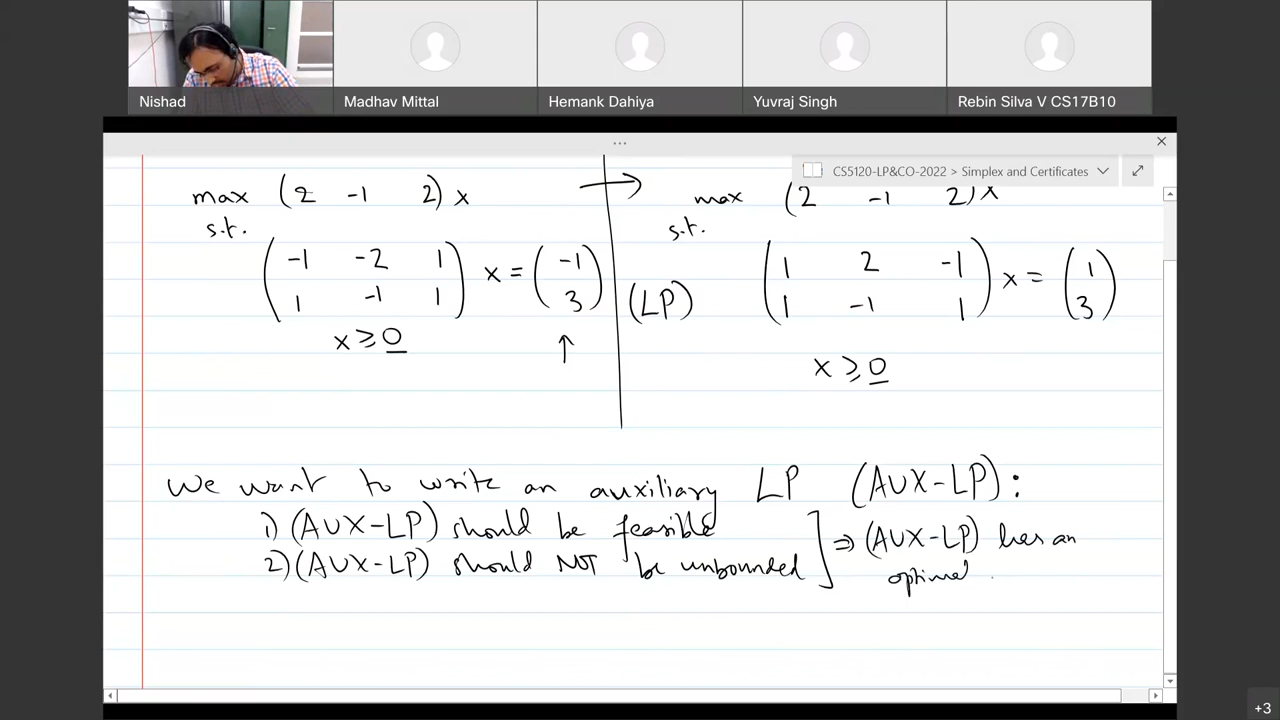 Nishad
Madhav Mittal
Hemank Dahiya
Yuvraj Singh
Rebin Silva V CS17B10
CS5120-LP&CO-2022 > Simplex and Certificates
max (2 -1 2) x
s.t.
(-1 -2 1
1 -1 1) x = (-1
3)
x ≥ 0
→
max (2 -1 2) x
s.t.
(LP)
(1 2 -1
1 -1 1) x = (1
3)
x ≥ 0
We want to write an auxiliary LP (AUX-LP):
1) (AUX-LP) should be feasible
2) (AUX-LP) should NOT be unbounded ] ⇒ (AUX-LP) has an
optimal
+3